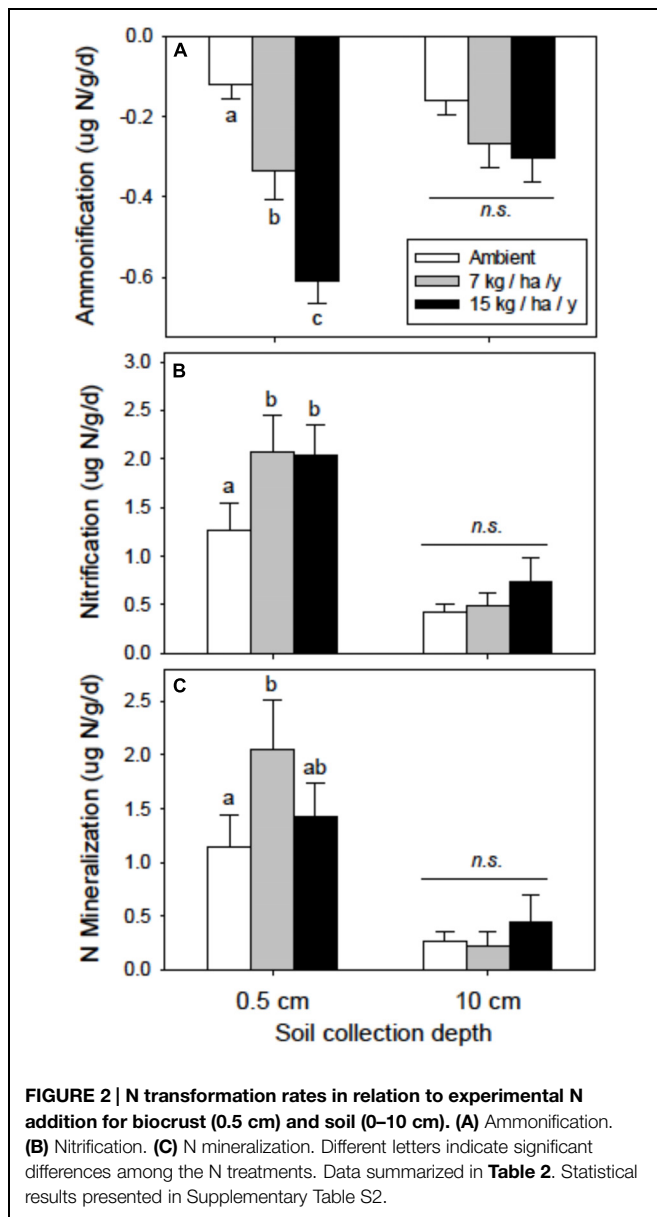 A
Ammonification (ug N/g/d)
0.0
-0.2
-0.4
-0.6
a
b
c
n.s.
Ambient
7 kg / ha /y
15 kg / ha / y
B
Nitrification (ug N/g/d)
3.0
2.5
2.0
1.5
1.0
0.5
0.0
a
b
b
n.s.
C
N Mineralization (ug N/g/d)
2.5
2.0
1.5
1.0
0.5
0.0
a
b
ab
n.s.
0.5 cm
10 cm
Soil collection depth
FIGURE 2 | N transformation rates in relation to experimental N
addition for biocrust (0.5 cm) and soil (0–10 cm). (A) Ammonification.
(B) Nitrification. (C) N mineralization. Different letters indicate significant
differences among the N treatments. Data summarized in Table 2. Statistical
results presented in Supplementary Table S2.